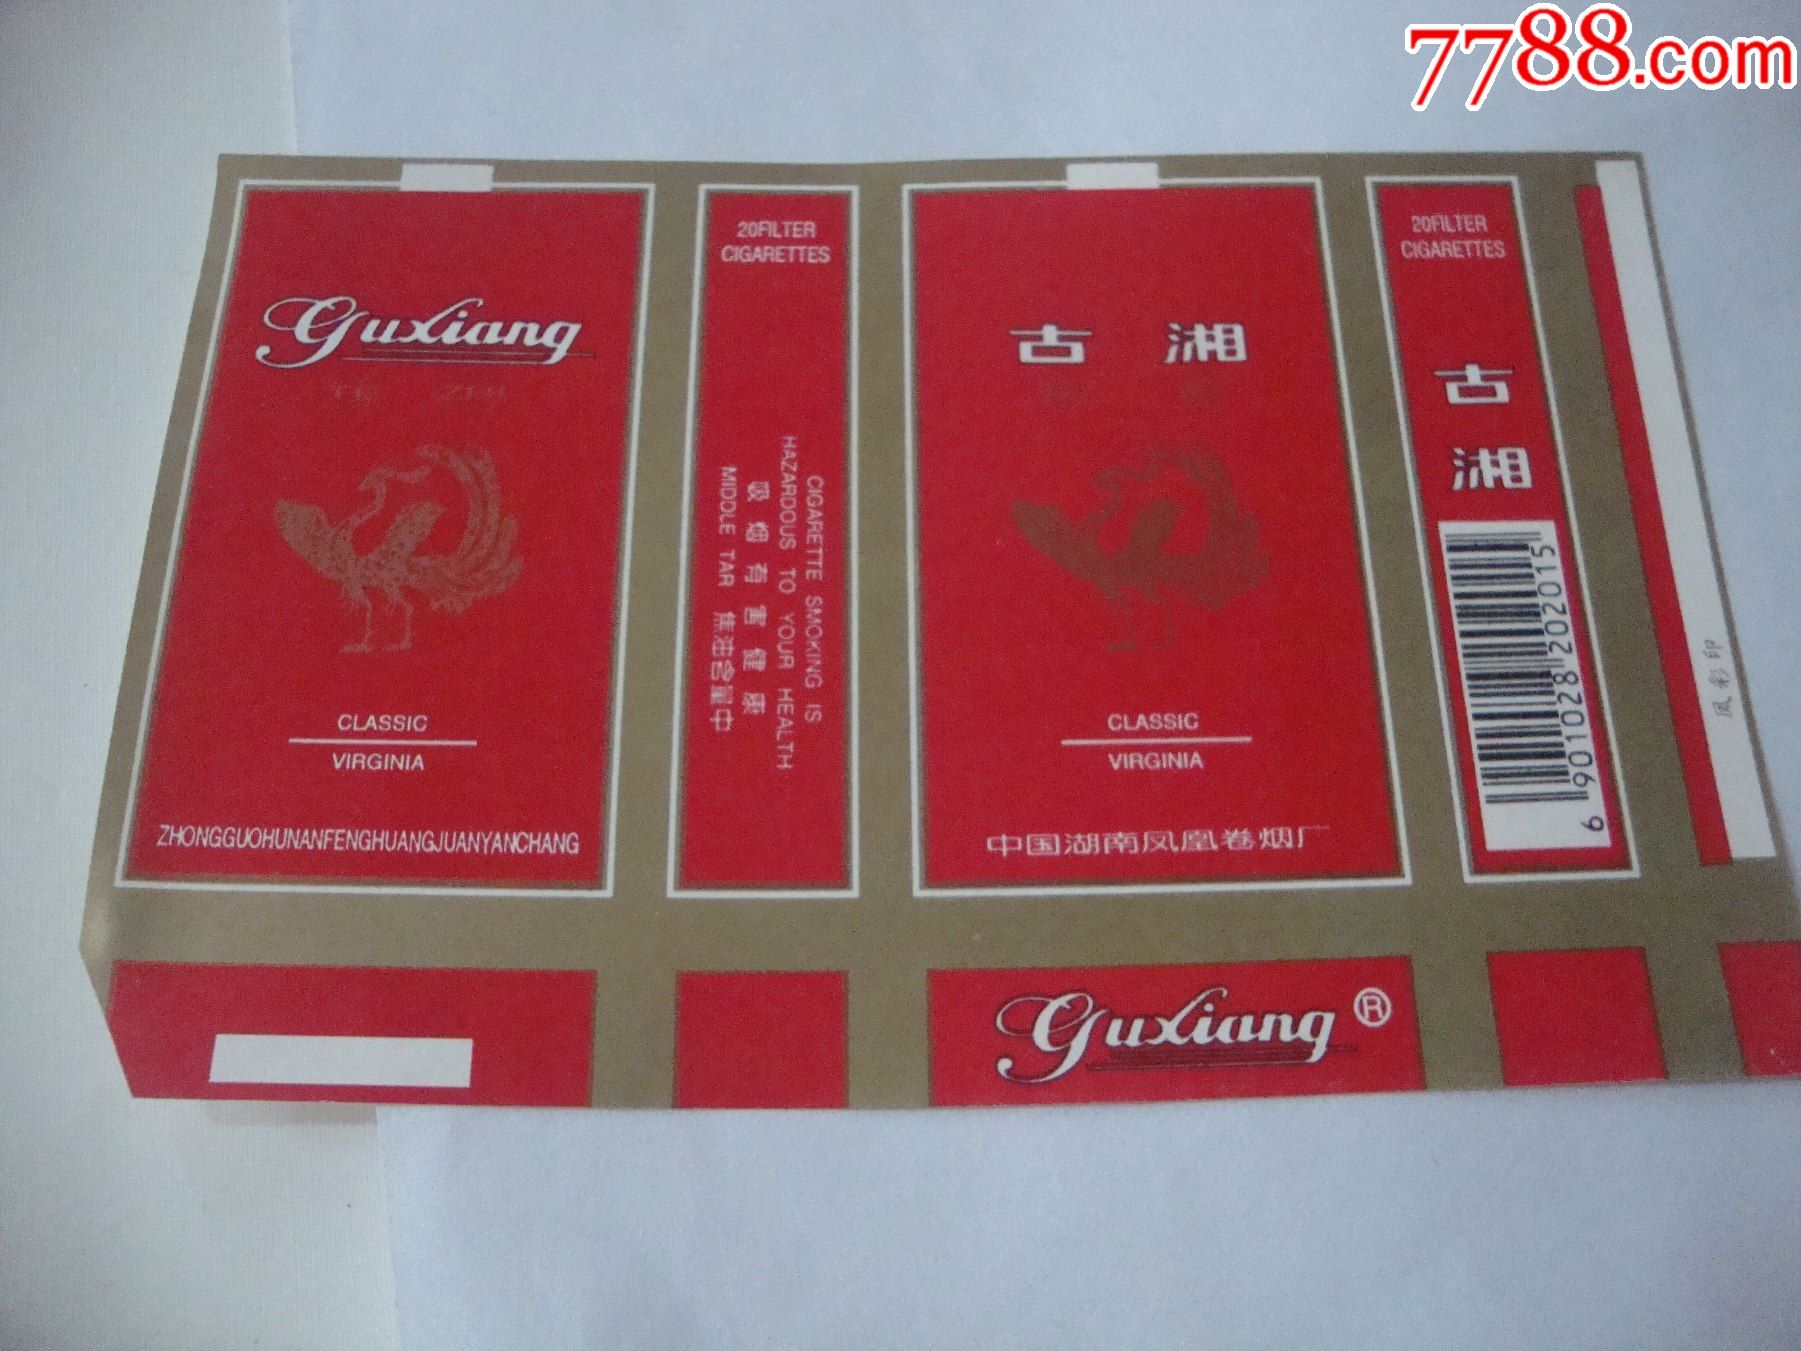 7788.com
Guxiang
TE ZHI
CLASSIC
VIRGINIA
ZHONGGUOHUNANFENGHUANGJUANYANCHANG
20FILTER
CIGARETTES
CIGARETTE SMOKING IS
HAZARDOUS TO YOUR HEALTH
吸烟有害健康
MIDDLE TAR 焦油含量中
古湘
CLASSIC
VIRGINIA
中国湖南凤凰卷烟厂
20FILTER
CIGARETTES
古
湘
6901028202015
Guxiang®